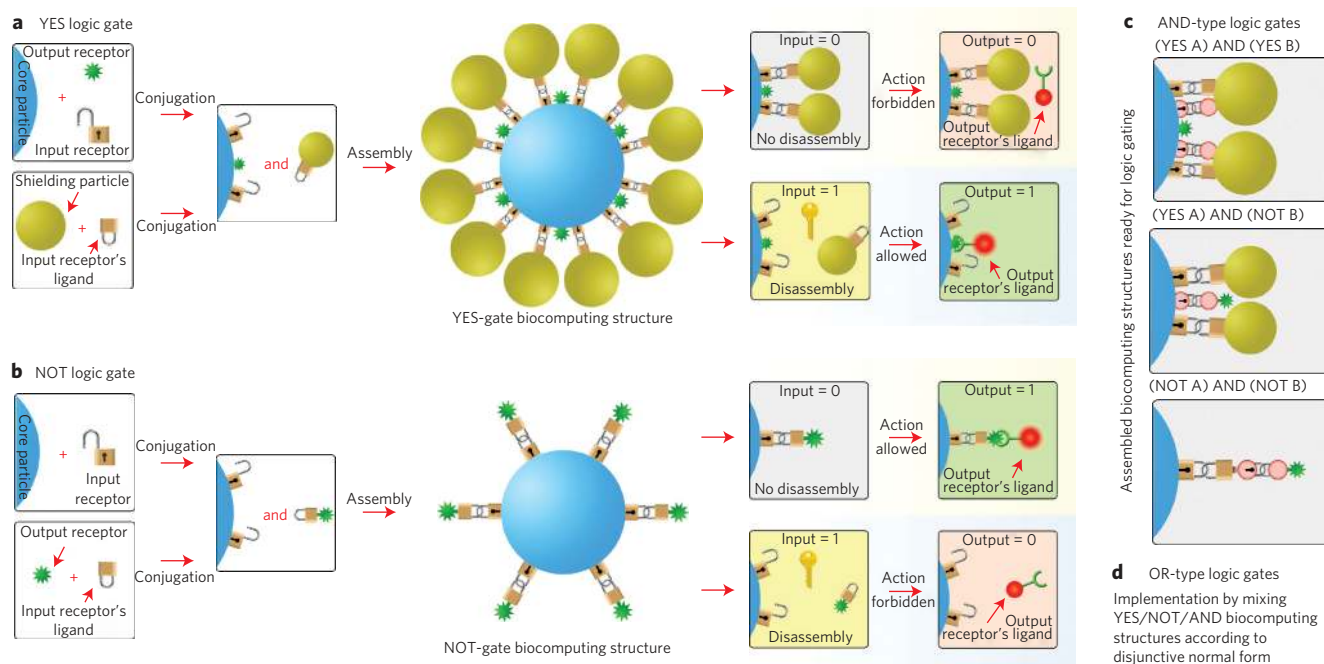 a YES logic gate
Output receptor
Core particle
+
Input receptor
Conjugation
Shielding particle
+
Input receptor's
ligand
Conjugation
and
Assembly
YES-gate biocomputing structure
Input = 0
No disassembly
Action
forbidden
Output = 0
Output
receptor's ligand
Input = 1
Disassembly
Action
allowed
Output = 1
Output
receptor's ligand
b NOT logic gate
Core particle
+
Input
receptor
Conjugation
Output receptor
+
Input receptor's
ligand
Conjugation
and
Assembly
NOT-gate biocomputing structure
Input = 0
No disassembly
Action
allowed
Output = 1
Output
receptor's ligand
Input = 1
Disassembly
Action
forbidden
Output = 0
Output
receptor's ligand
c AND-type logic gates
Assembled biocomputing structures ready for logic gating
(YES A) AND (YES B)
(YES A) AND (NOT B)
(NOT A) AND (NOT B)
d OR-type logic gates
Implementation by mixing
YES/NOT/AND biocomputing
structures according to
disjunctive normal form